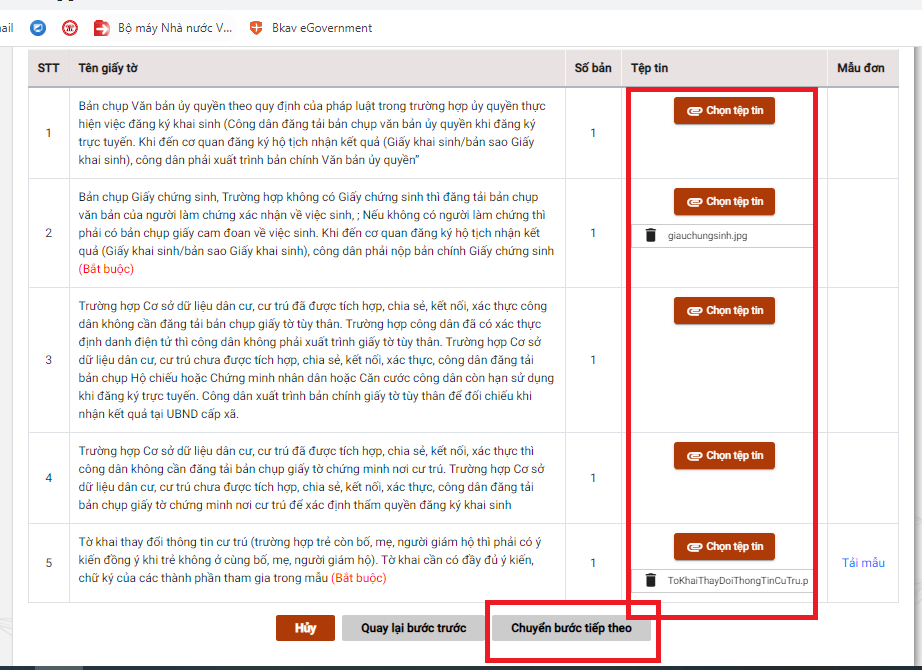 ail
Bộ máy Nhà nước V...
Bkav eGovernment
STT Tên giấy tờ Số bản Tệp tin Mẫu đơn
1
Bản chụp Văn bản ủy quyền theo quy định của pháp luật trong trường hợp ủy quyền thực
hiện việc đăng ký khai sinh (Công dân đăng tải bản chụp văn bản ủy quyền khi đăng ký
trực tuyến. Khi đến cơ quan đăng ký hộ tịch nhận kết quả (Giấy khai sinh/bản sao Giấy
khai sinh), công dân phải xuất trình bản chính Văn bản ủy quyền”
1
Chọn tệp tin
2
Bản chụp Giấy chứng sinh, Trường hợp không có Giấy chứng sinh thì đăng tải bản chụp
văn bản của người làm chứng xác nhận về việc sinh, ; Nếu không có người làm chứng thì
phải có bản chụp giấy cam đoan về việc sinh. Khi đến cơ quan đăng ký hộ tịch nhận kết
quả (Giấy khai sinh/bản sao Giấy khai sinh), công dân phải nộp bản chính Giấy chứng sinh
(Bắt buộc)
1
Chọn tệp tin
giauchungsinh.jpg
3
Trường hợp Cơ sở dữ liệu dân cư, cư trú đã được tích hợp, chia sẻ, kết nối, xác thực công
dân không cần đăng tải bản chụp giấy tờ tùy thân. Trường hợp công dân đã có xác thực
định danh điện tử thì công dân không phải xuất trình giấy tờ tùy thân. Trường hợp Cơ sở
dữ liệu dân cư, cư trú chưa được tích hợp, chia sẻ, kết nối, xác thực, công dân đăng tải
bản chụp Hộ chiếu hoặc Chứng minh nhân dân hoặc Căn cước công dân còn hạn sử dụng
khi đăng ký trực tuyến. Công dân xuất trình bản chính giấy tờ tùy thân để đối chiếu khi
nhận kết quả tại UBND cấp xã.
1
Chọn tệp tin
4
Trường hợp Cơ sở dữ liệu dân cư, cư trú đã được tích hợp, chia sẻ, kết nối, xác thực thì
công dân không cần đăng tải bản chụp giấy tờ chứng minh nơi cư trú. Trường hợp Cơ sở
dữ liệu dân cư, cư trú chưa được tích hợp, chia sẻ, kết nối, xác thực, công dân đăng tải
bản chụp giấy tờ chứng minh nơi cư trú để xác định thẩm quyền đăng ký khai sinh
1
Chọn tệp tin
5
Tờ khai thay đổi thông tin cư trú (trường hợp trẻ còn bố, mẹ, người giám hộ thì phải có ý
kiến đồng ý khi trẻ không ở cùng bố, mẹ, người giám hộ). Tờ khai cần có đầy đủ ý kiến,
chữ ký của các thành phần tham gia trong mẫu (Bắt buộc)
1
Chọn tệp tin
ToKhaiThayDoiThongTinCuTru.p
Tải mẫu
Hủy
Quay lại bước trước
Chuyển bước tiếp theo